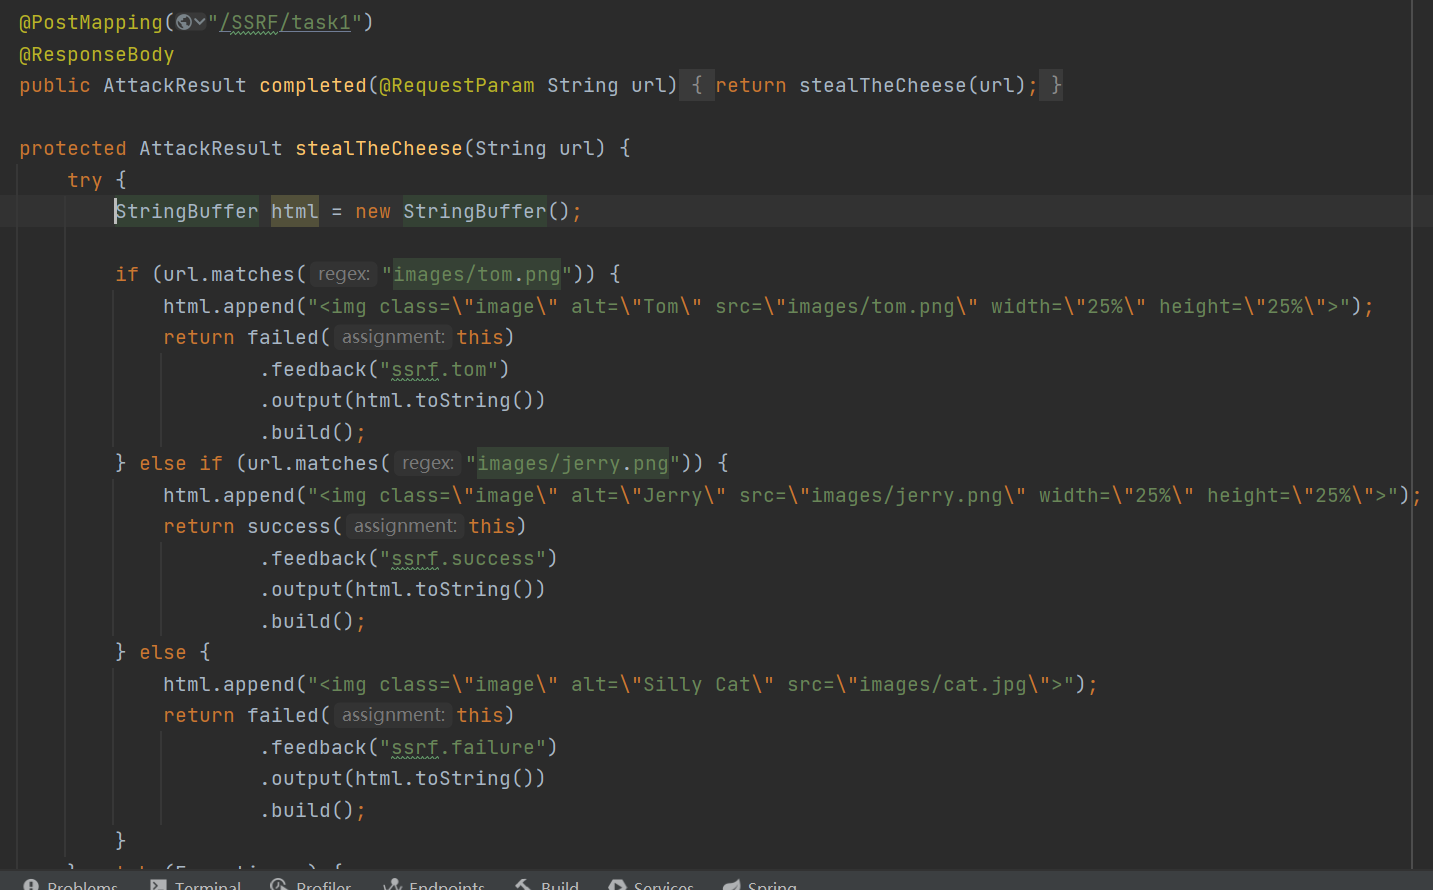 @PostMapping("/SSRF/task1")
@ResponseBody
public AttackResult completed(@RequestParam String url) { return stealTheCheese(url); }
protected AttackResult stealTheCheese(String url) {
try {
StringBuffer html = new StringBuffer();
if (url.matches( regex: "images/tom.png")) {
html.append("<img class=\"image\" alt=\"Tom\" src=\"images/tom.png\" width=\"25%\" height=\"25%\">");
return failed( assignment: this)
.feedback("ssrf.tom")
.output(html.toString())
.build();
} else if (url.matches( regex: "images/jerry.png")) {
html.append("<img class=\"image\" alt=\"Jerry\" src=\"images/jerry.png\" width=\"25%\" height=\"25%\">");
return success( assignment: this)
.feedback("ssrf.success")
.output(html.toString())
.build();
} else {
html.append("<img class=\"image\" alt=\"Silly Cat\" src=\"images/cat.jpg\">");
return failed( assignment: this)
.feedback("ssrf.failure")
.output(html.toString())
.build();
}
Problems Terminal Profiler Endpoints Build Services Spring